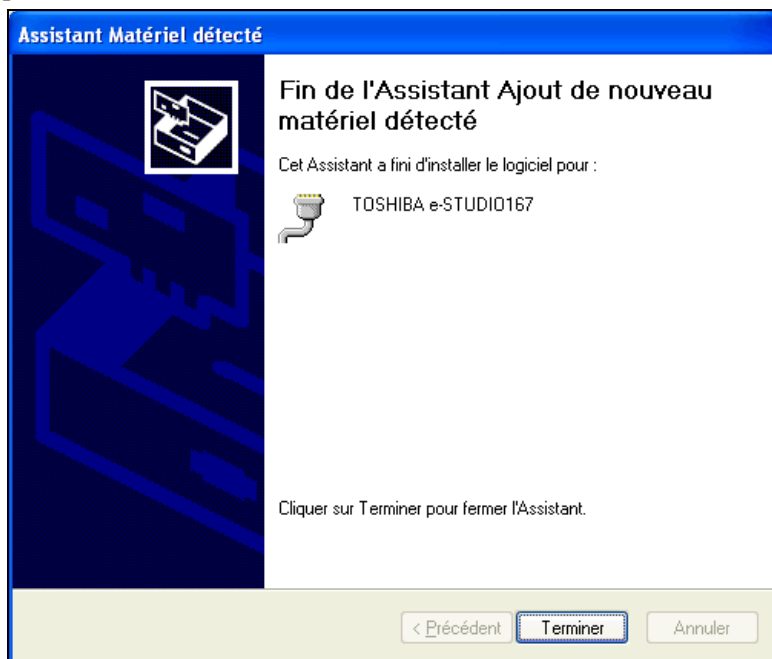 Assistant Matériel détecté
Fin de l'Assistant Ajout de nouveau
matériel détecté
Cet Assistant a fini d'installer le logiciel pour :
TOSHIBA e-STUDIO167
Cliquer sur Terminer pour fermer l'Assistant.
< Précédent Terminer Annuler